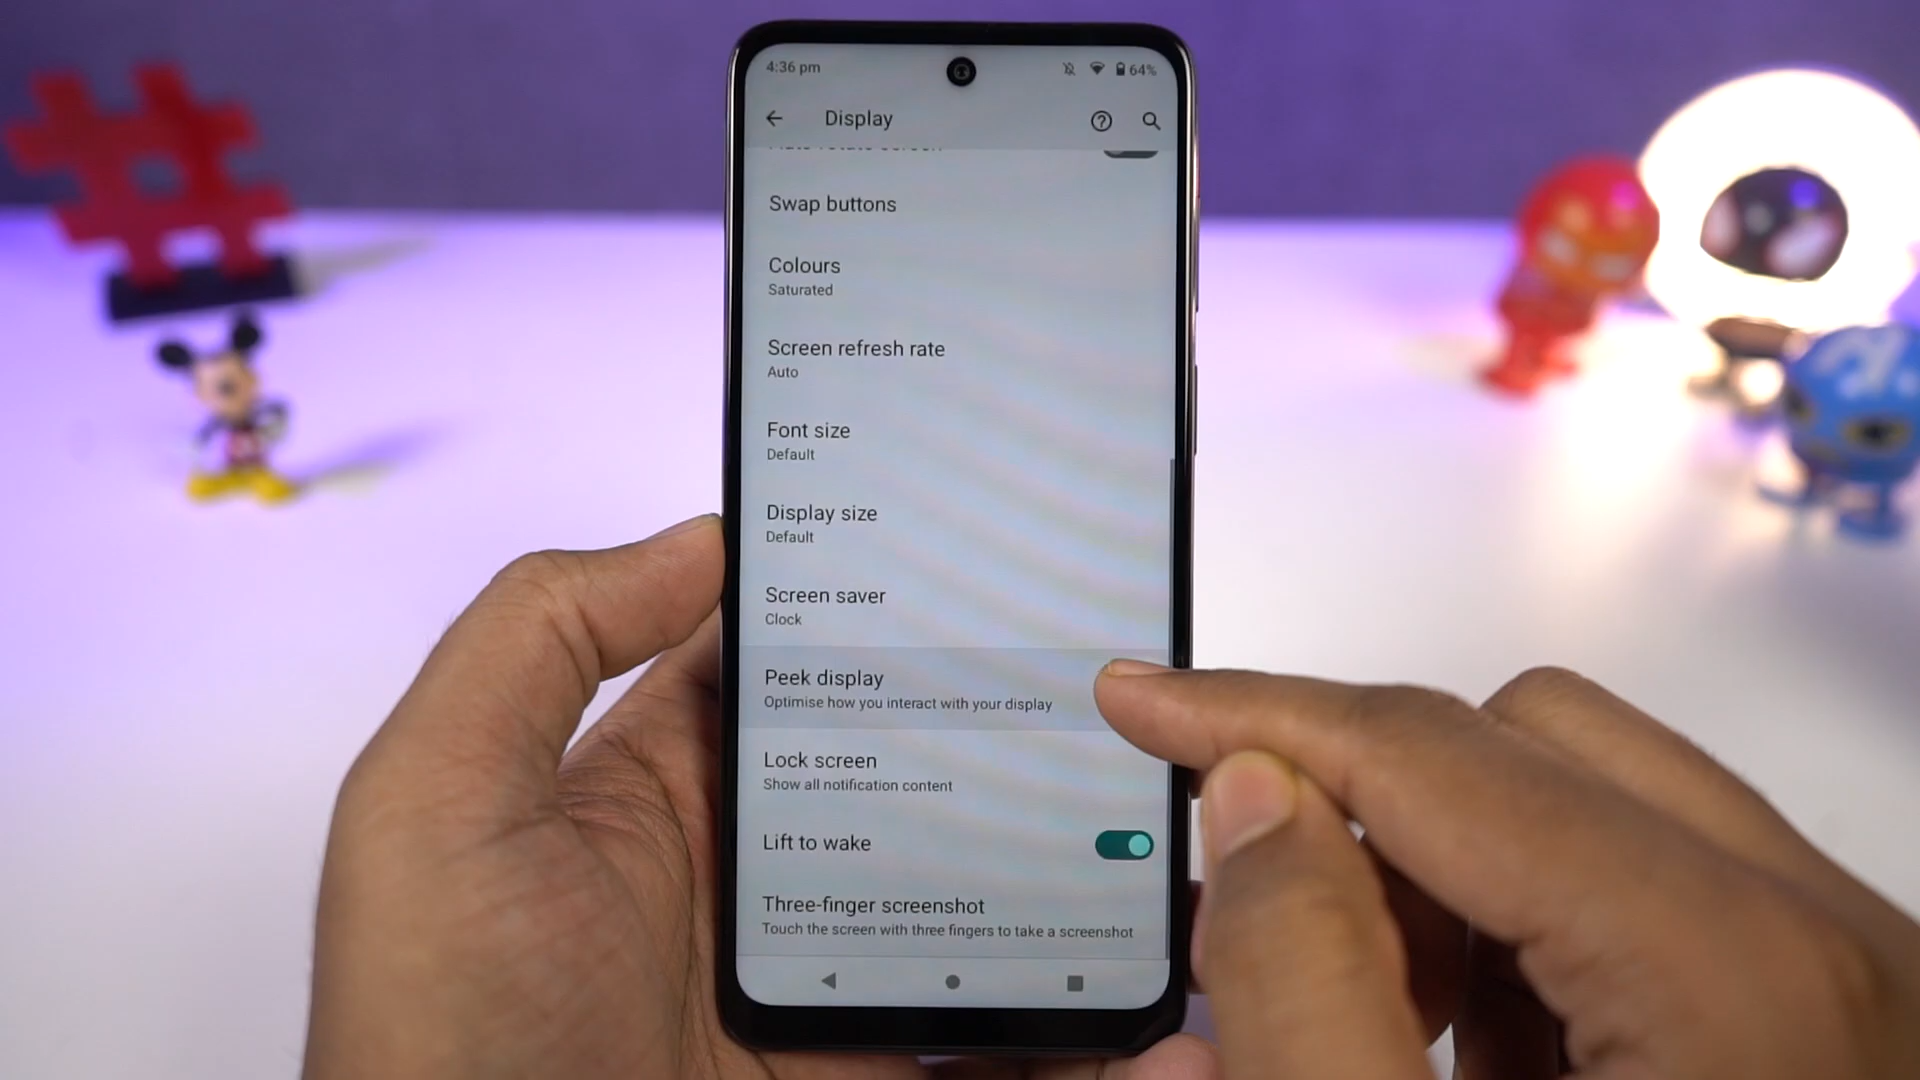 4:36 pm
64%
Display
Swap buttons
Colours
Saturated
Screen refresh rate
Auto
Font size
Default
Display size
Default
Screen saver
Clock
Peek display
Optimise how you interact with your display
Lock screen
Show all notification content
Lift to wake
Three-finger screenshot
Touch the screen with three fingers to take a screenshot